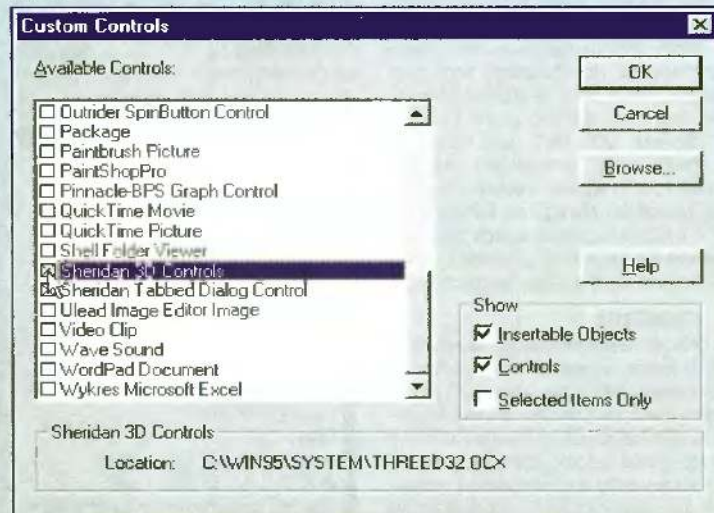 Custom Controls
Available Controls:
Outrider SpinButton Control
Package
Paintbrush Picture
PaintShopPro
Pinnacle-BPS Graph Control
QuickTime Movie
QuickTime Picture
Shell Folder Viewer
Sheridan 3D Controls
Sheridan Tabbed Dialog Control
Ulead Image Editor Image
Video Clip
Wave Sound
WordPad Document
Wykres Microsoft Excel
OK
Cancel
Browse...
Help
Show
Insertable Objects
Controls
Selected Items Only
Sheridan 3D Controls
Location: C:\WIN95\SYSTEM\THREED32.OCX